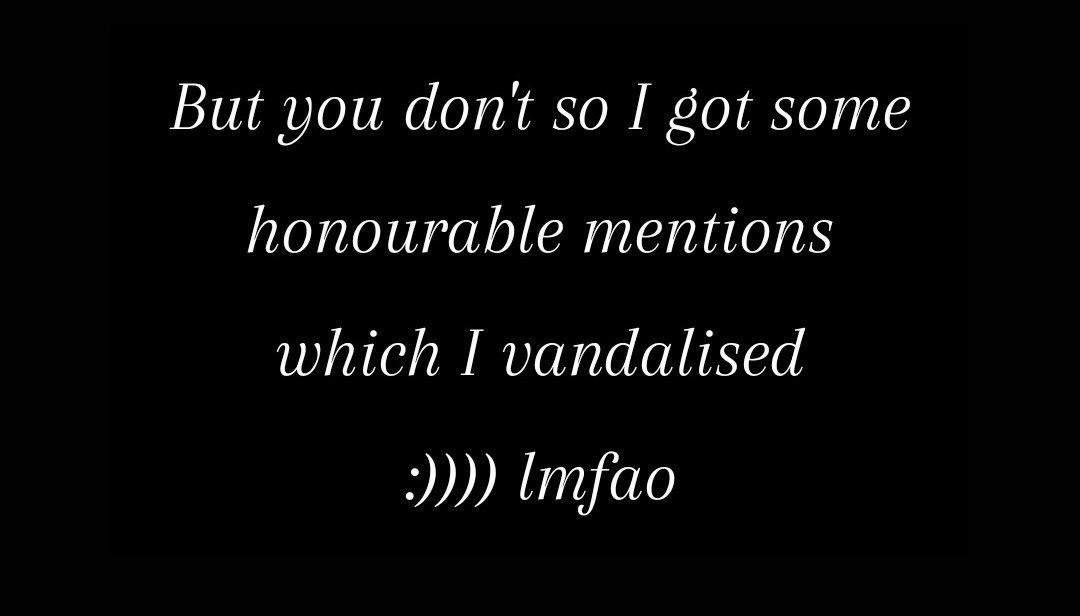 But you don't so I got some
honourable mentions
which I vandalised
:)))) lmfao